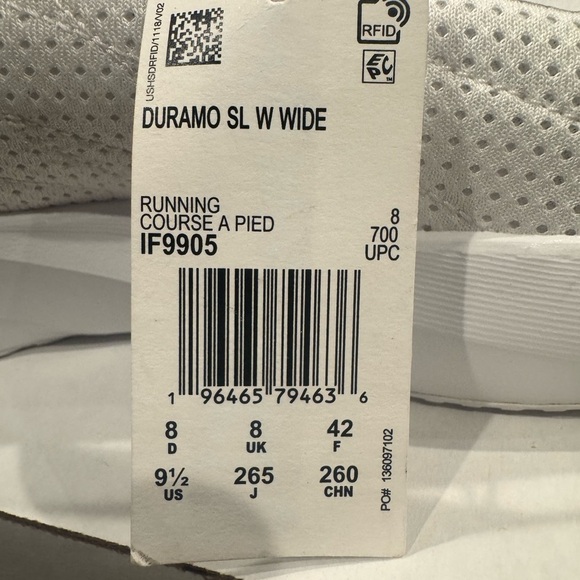 USHSDRFID/1118/V02
RFID
EPC™
DURAMO SL W WIDE
RUNNING
COURSE A PIED
IF9905
8
700
UPC
1 96465 79463 6
8 8 42
D UK F
9½ 265 260
US J CHN
PO# 136097102